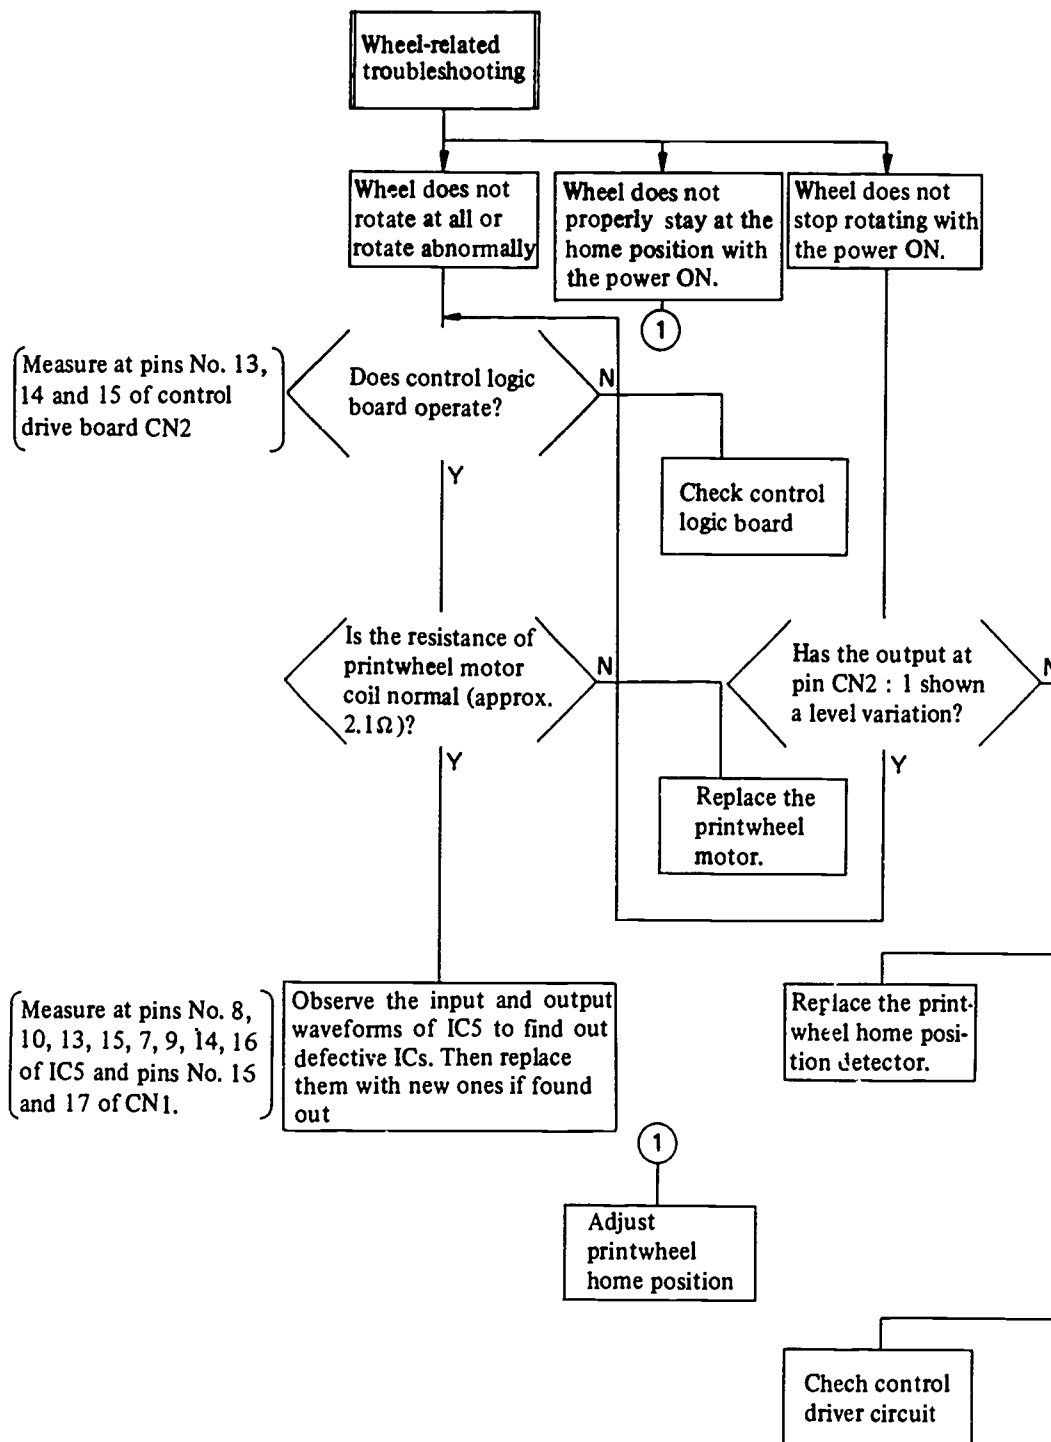 Wheel-related
troubleshooting
Wheel does not
rotate at all or
rotate abnormally
Wheel does not
properly stay at the
home position with
the power ON.
Wheel does not
stop rotating with
the power ON.
1
Measure at pins No. 13,
14 and 15 of control
drive board CN2
Does control logic
board operate?
N
Y
Check control
logic board
Is the resistance of
printwheel motor
coil normal (approx.
2.1Ω)?
N
Y
Has the output at
pin CN2 : 1 shown
a level variation?
N
Y
Replace the
printwheel
motor.
Measure at pins No. 8,
10, 13, 15, 7, 9, 14, 16
of IC5 and pins No. 15
and 17 of CN1.
Observe the input and output
waveforms of IC5 to find out
defective ICs. Then replace
them with new ones if found
out
Replace the print-
wheel home posi-
tion detector.
1
Adjust
printwheel
home position
Chech control
driver circuit